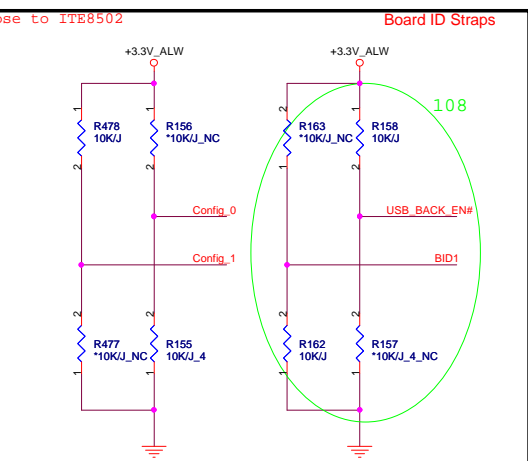 ose to ITE8502
Board ID Straps
+3.3V_ALW
+3.3V_ALW
108
1
1
2
1
R478
10K/J
R156
*10K/J_NC
R163
*10K/J_NC
R158
10K/J
2
2
1
2
Config_0
USB_BACK_EN#
Config_1
BID1
2
2
2
2
R477
*10K/J_NC
R155
10K/J_4
R162
10K/J
R157
*10K/J_4_NC
1
1
1
1